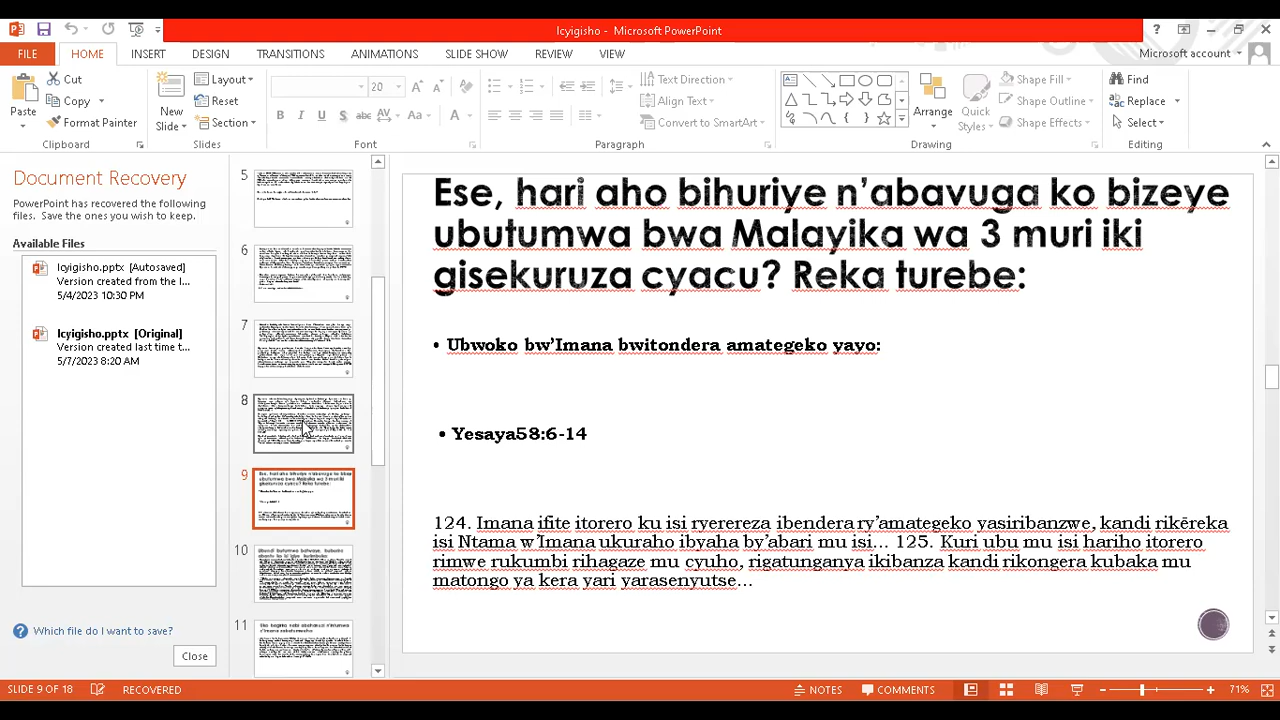 Icyigisho - Microsoft PowerPoint
FILE HOME INSERT DESIGN TRANSITIONS ANIMATIONS SLIDE SHOW REVIEW VIEW
Microsoft account
Paste
Cut
Copy
Format Painter
Clipboard
New Slide
Layout
Reset
Section
Slides
20
Font
Text Direction
Align Text
Convert to SmartArt
Paragraph
Arrange
Quick Styles
Shape Fill
Shape Outline
Shape Effects
Drawing
Find
Replace
Select
Editing
Document Recovery
PowerPoint has recovered the following
files. Save the ones you wish to keep.
Available Files
Icyigisho.pptx [Autosaved]
Version created from the l...
5/4/2023 10:30 PM
Icyigisho.pptx [Original]
Version created last time t...
5/7/2023 8:20 AM
Which file do I want to save?
Close
5
6
7
8
9
10
11
Ese, hari aho bihuriye n’abavuga ko bizeye
ubutumwa bwa Malayika wa 3 muri iki
gisekuruza cyacu? Reka turebe:
• Ubwoko bw’Imana bwitondera amategeko yayo:
• Yesaya58:6-14
124. Imana ifite itorero ku isi ryerereza ibendera ry’amategeko yasiribanzwe, kandi rikêreka
isi Ntama w’Imana ukuraho ibyaha by’abari mu isi... 125. Kuri ubu mu isi hariho itorero
rimwe rukumbi rihagaze mu cyuho, rigatunganya ikibanza kandi rikongera kubaka mu
matongo ya kera yari yarasenyutse...
SLIDE 9 OF 18 RECOVERED NOTES COMMENTS 71%